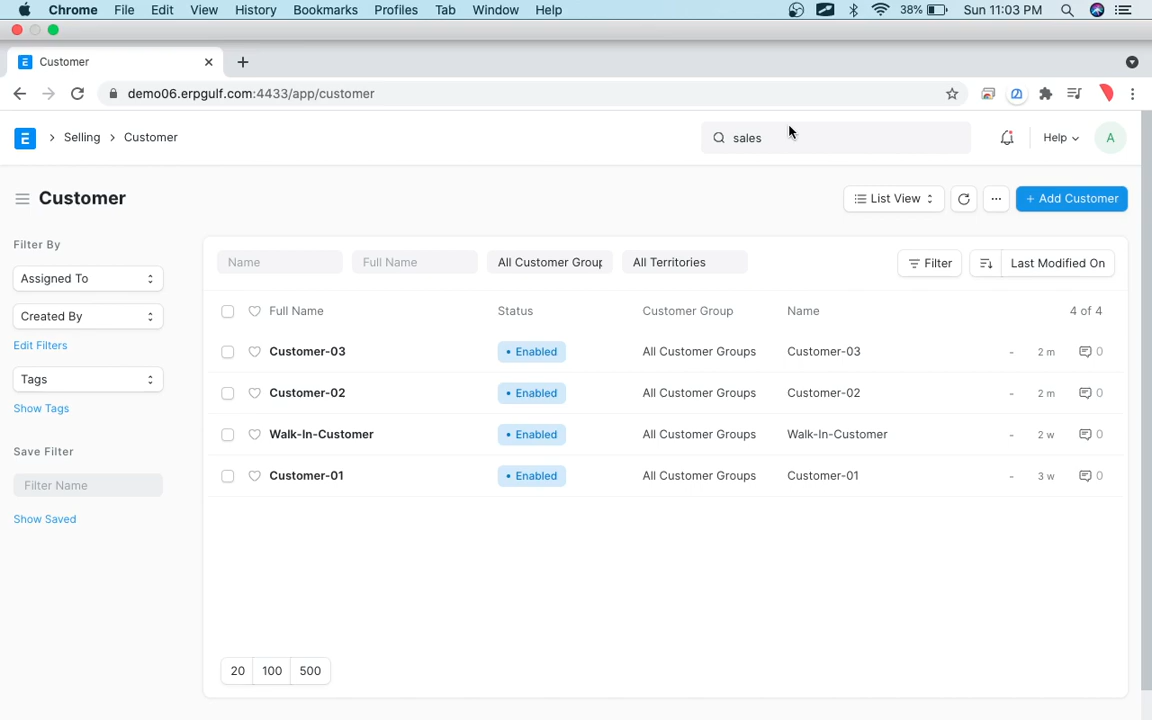 Chrome File Edit View History Bookmarks Profiles Tab Window Help 38% Sun 11:03 PM
E Customer
demo06.erpgulf.com:4433/app/customer
E Selling Customer sales Help A
Customer List View + Add Customer
Filter By
Assigned To
Created By
Edit Filters
Tags
Show Tags
Save Filter
Filter Name
Show Saved
Name Full Name All Customer Group All Territories Filter Last Modified On
Full Name Status Customer Group Name 4 of 4
Customer-03 • Enabled All Customer Groups Customer-03 - 2 m 0
Customer-02 • Enabled All Customer Groups Customer-02 - 2 m 0
Walk-In-Customer • Enabled All Customer Groups Walk-In-Customer - 2 w 0
Customer-01 • Enabled All Customer Groups Customer-01 - 3 w 0
20 100 500